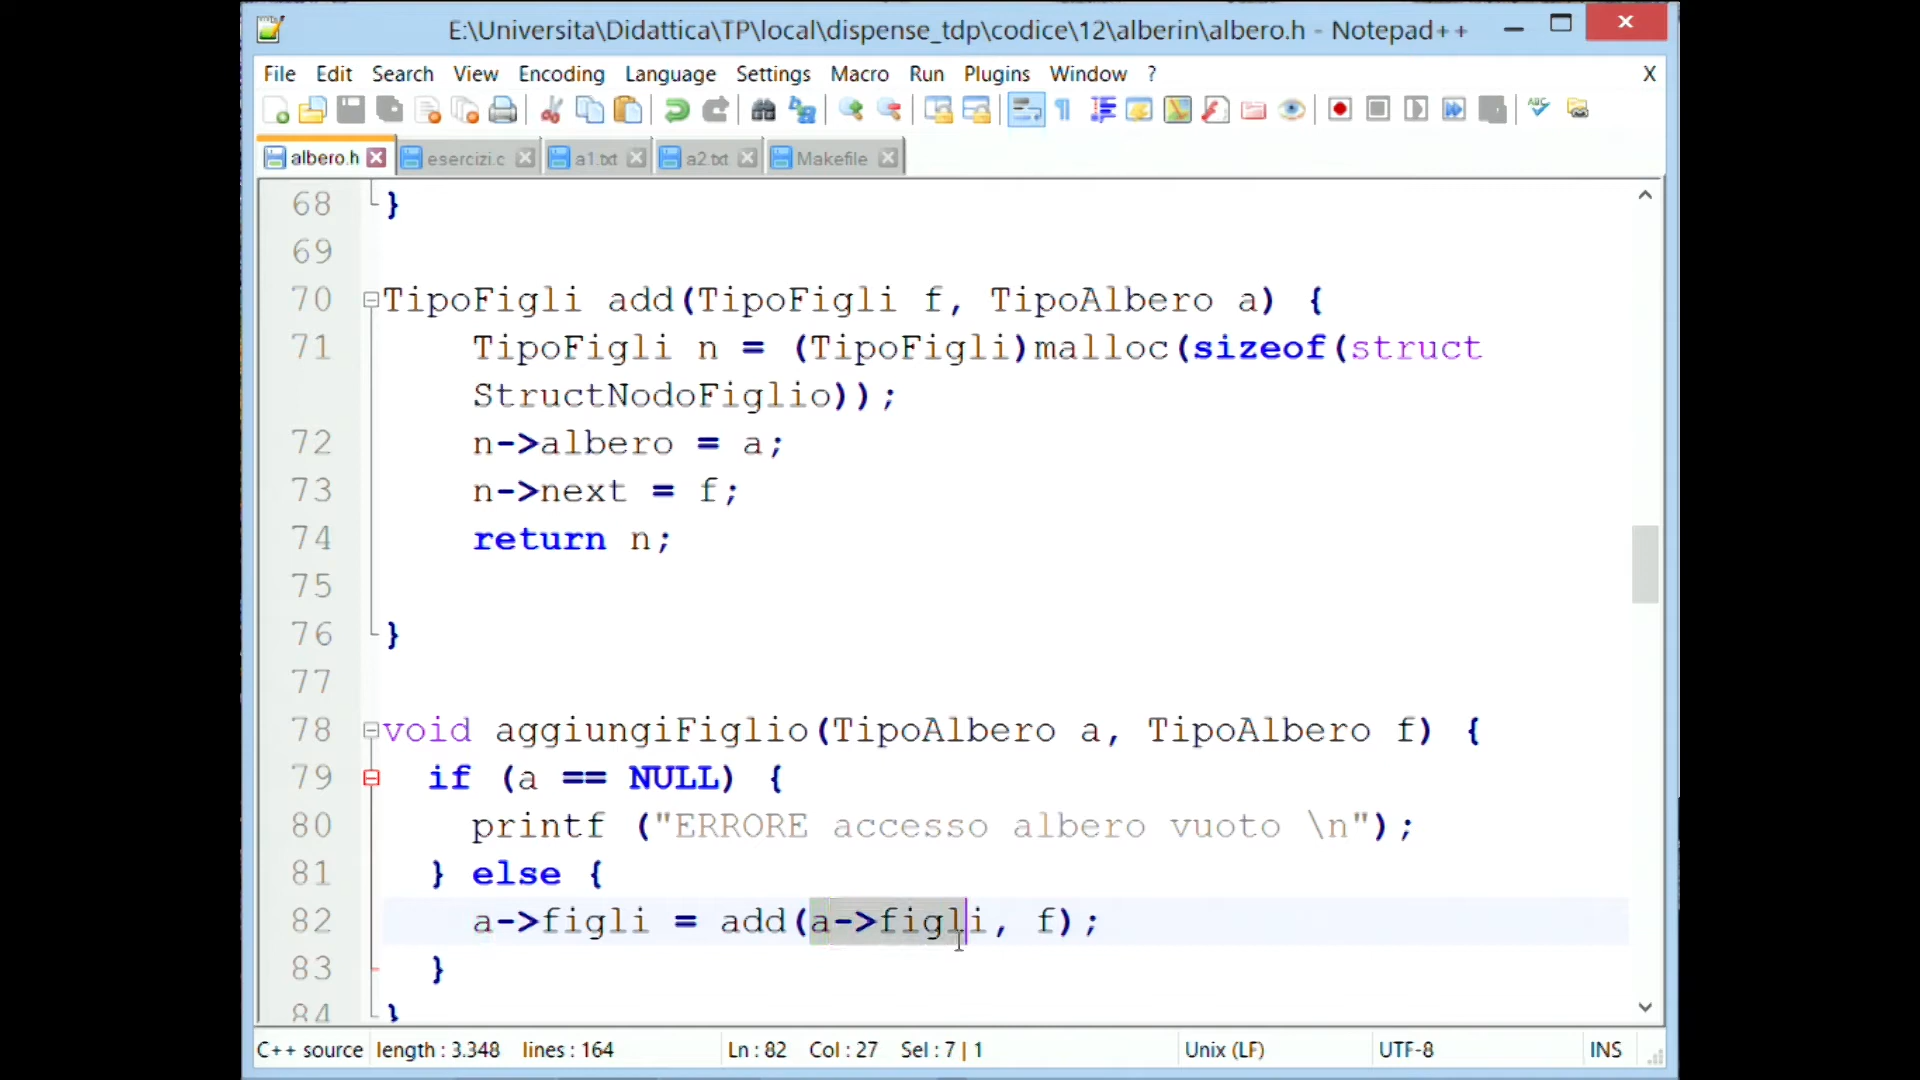 E:\Universita\Didattica\TP\local\dispense_tdp\codice\12\alberin\albero.h - Notepad++
File Edit Search View Encoding Language Settings Macro Run Plugins Window ? X
albero.h esercizi.c a1.txt a2.txt Makefile
68 }
69
70 TipoFigli add(TipoFigli f, TipoAlbero a) {
71 TipoFigli n = (TipoFigli)malloc(sizeof(struct
StructNodoFiglio));
72 n->albero = a;
73 n->next = f;
74 return n;
75
76 }
77
78 void aggiungiFiglio(TipoAlbero a, TipoAlbero f) {
79 if (a == NULL) {
80 printf ("ERRORE accesso albero vuoto \n");
81 } else {
82 a->figli = add(a->figli, f);
83 }
84 }
C++ source length : 3.348 lines : 164 Ln : 82 Col : 27 Sel : 7 | 1 Unix (LF) UTF-8 INS